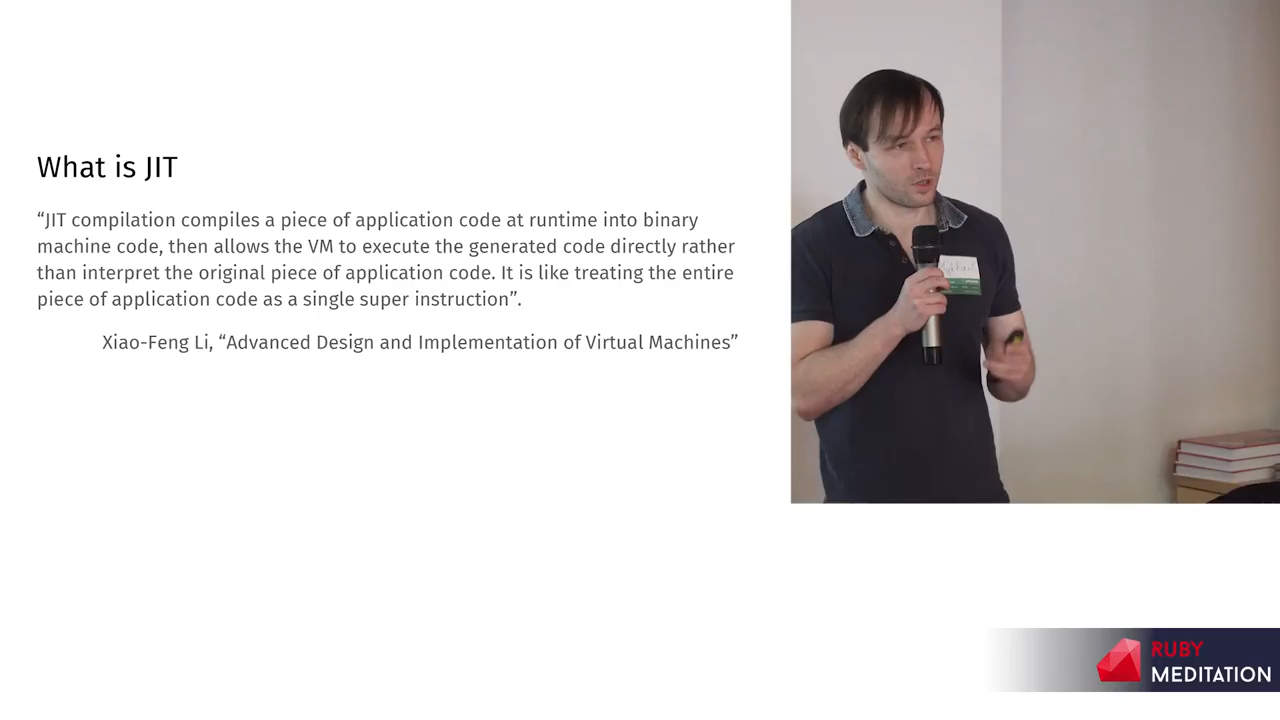 What is JIT
“JIT compilation compiles a piece of application code at runtime into binary
machine code, then allows the VM to execute the generated code directly rather
than interpret the original piece of application code. It is like treating the entire
piece of application code as a single super instruction”.
Xiao-Feng Li, “Advanced Design and Implementation of Virtual Machines”
RUBY
MEDITATION